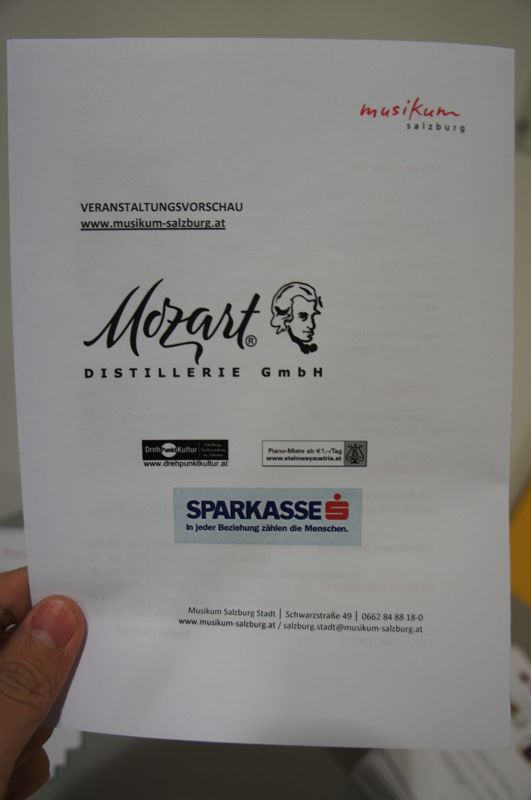 musikum
salzburg
VERANSTALTUNGSVORSCHAU
www.musikum-salzburg.at
Mozart®
DISTILLERIE GmbH
DrehPunktKultur
www.drehpunktkultur.at
Piano-Miete ab €1,-/Tag
www.steinwayaustria.at
SPARKASSE S
In jeder Beziehung zählen die Menschen.
Musikum Salzburg Stadt | Schwarzstraße 49 | 0662 84 88 18-0
www.musikum-salzburg.at / salzburg.stadt@musikum-salzburg.at